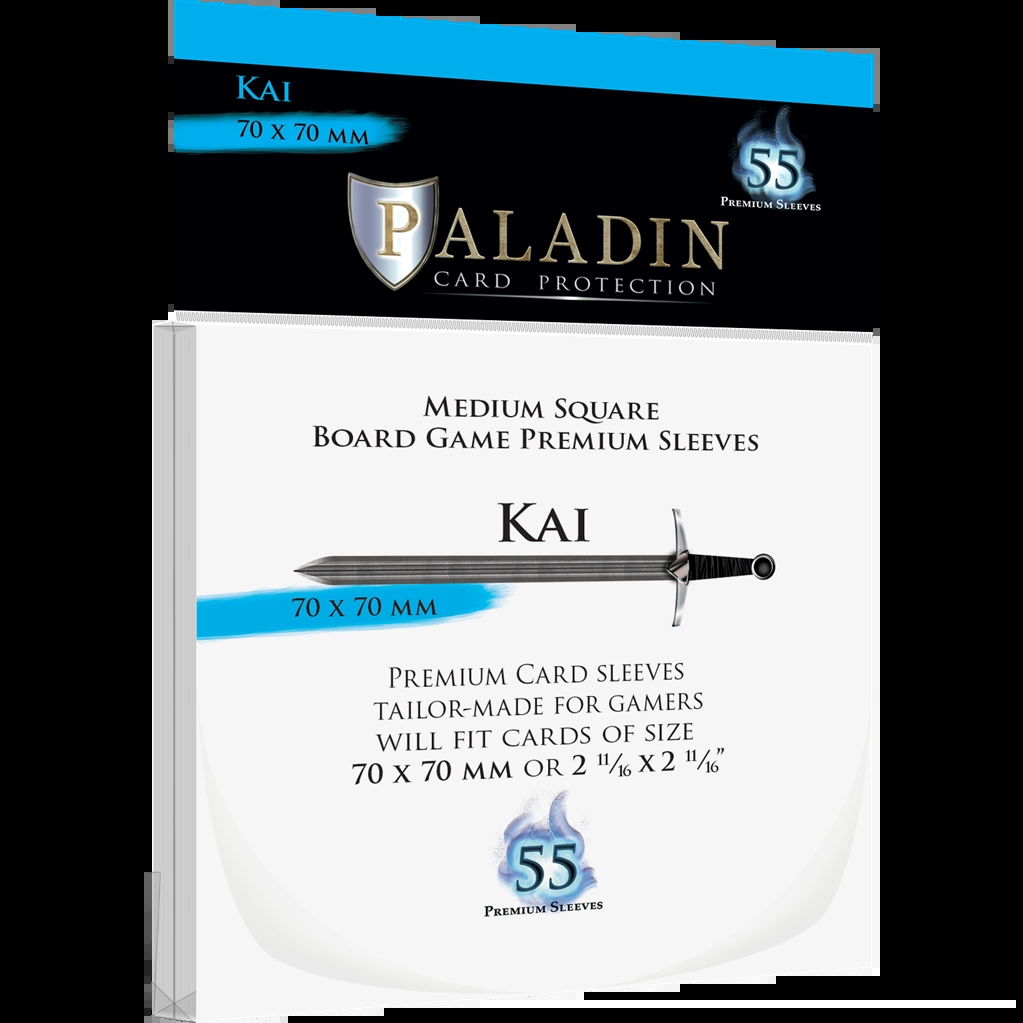 Kai
70 x 70 mm
55
Premium Sleeves
PALADIN
CARD PROTECTION
Medium Square
Board Game Premium Sleeves
Kai
70 x 70 mm
Premium Card sleeves
tailor-made for gamers
will fit cards of size
70 x 70 mm or 2 11/16 x 2 11/16”
55
Premium Sleeves